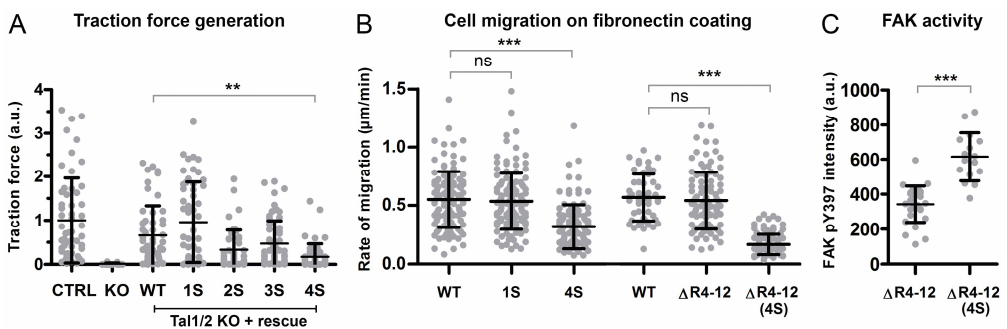 A Traction force generation
Traction force (a.u.)
4
3
2
1
0
CTRL KO WT 1S 2S 3S 4S
Tal1/2 KO + rescue
**
B Cell migration on fibronectin coating
Rate of migration (µm/min)
1.5
1.0
0.5
0.0
***
ns
***
ns
WT 1S 4S WT ΔR4-12 ΔR4-12
(4S)
C FAK activity
FAK pY397 intensity (a.u.)
1000
800
600
400
200
0
***
ΔR4-12 ΔR4-12
(4S)